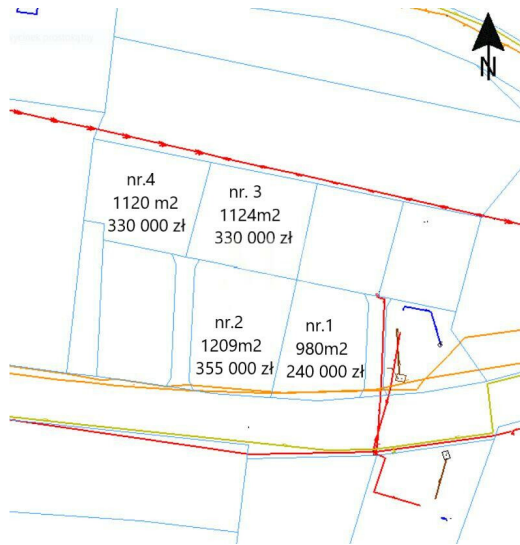 N
nr.4
1120 m2
330 000 zł
nr. 3
1124m2
330 000 zł
nr.2
1209m2
355 000 zł
nr.1
980m2
240 000 zł